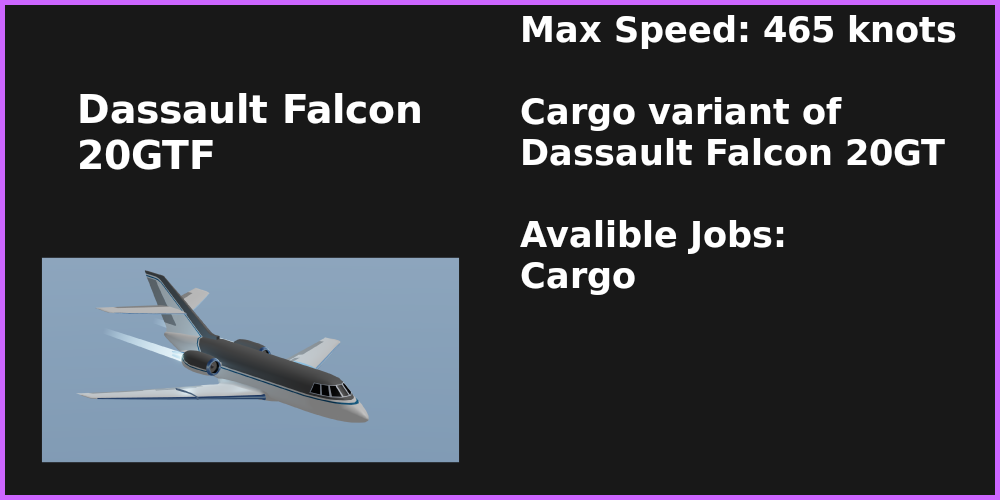 Dassault Falcon
20GTF
Max Speed: 465 knots
Cargo variant of
Dassault Falcon 20GT
Avalible Jobs:
Cargo